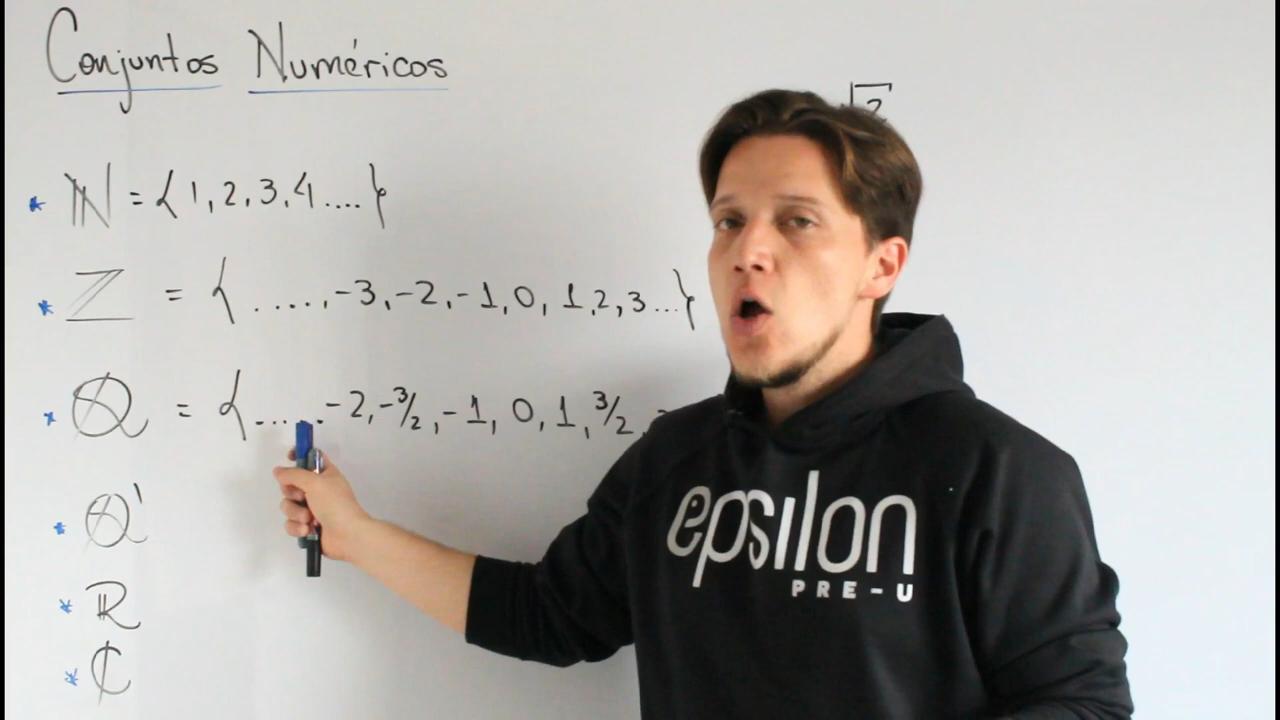 Conjuntos Numéricos
√2
* ℕ = { 1, 2, 3, 4 .... }
* Z = { ....., -3, -2, -1, 0, 1, 2, 3 ... }
* ℚ = { ..... -2, -3/2, -1, 0, 1, 3/2,
* ℚ'
* ℝ
* ℂ
epsilon
PRE-U